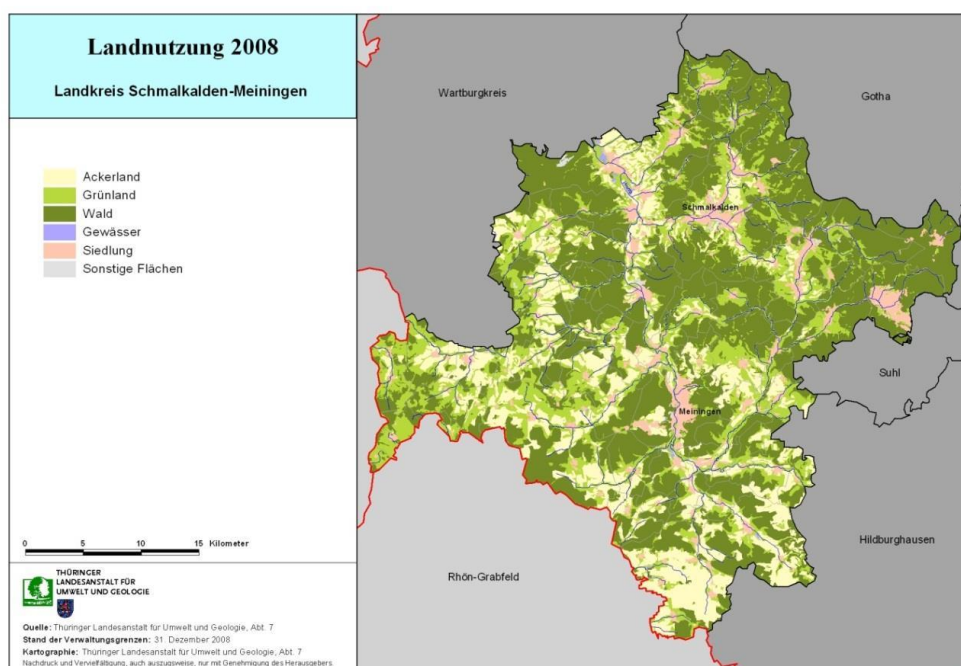 Landnutzung 2008
Landkreis Schmalkalden-Meiningen
Ackerland
Grünland
Wald
Gewässer
Siedlung
Sonstige Flächen
0 5 10 15 Kilometer
THÜRINGER
LANDESANSTALT FÜR
UMWELT UND GEOLOGIE
Quelle: Thüringer Landesanstalt für Umwelt und Geologie, Abt. 7
Stand der Verwaltungsgrenzen: 31. Dezember 2008
Kartographie: Thüringer Landesanstalt für Umwelt und Geologie, Abt. 7
Nachdruck und Vervielfältigung, auch auszugsweise, nur mit Genehmigung des Herausgebers
Wartburgkreis
Gotha
Schmalkalden
Suhl
Meiningen
Hildburghausen
Rhön-Grabfeld